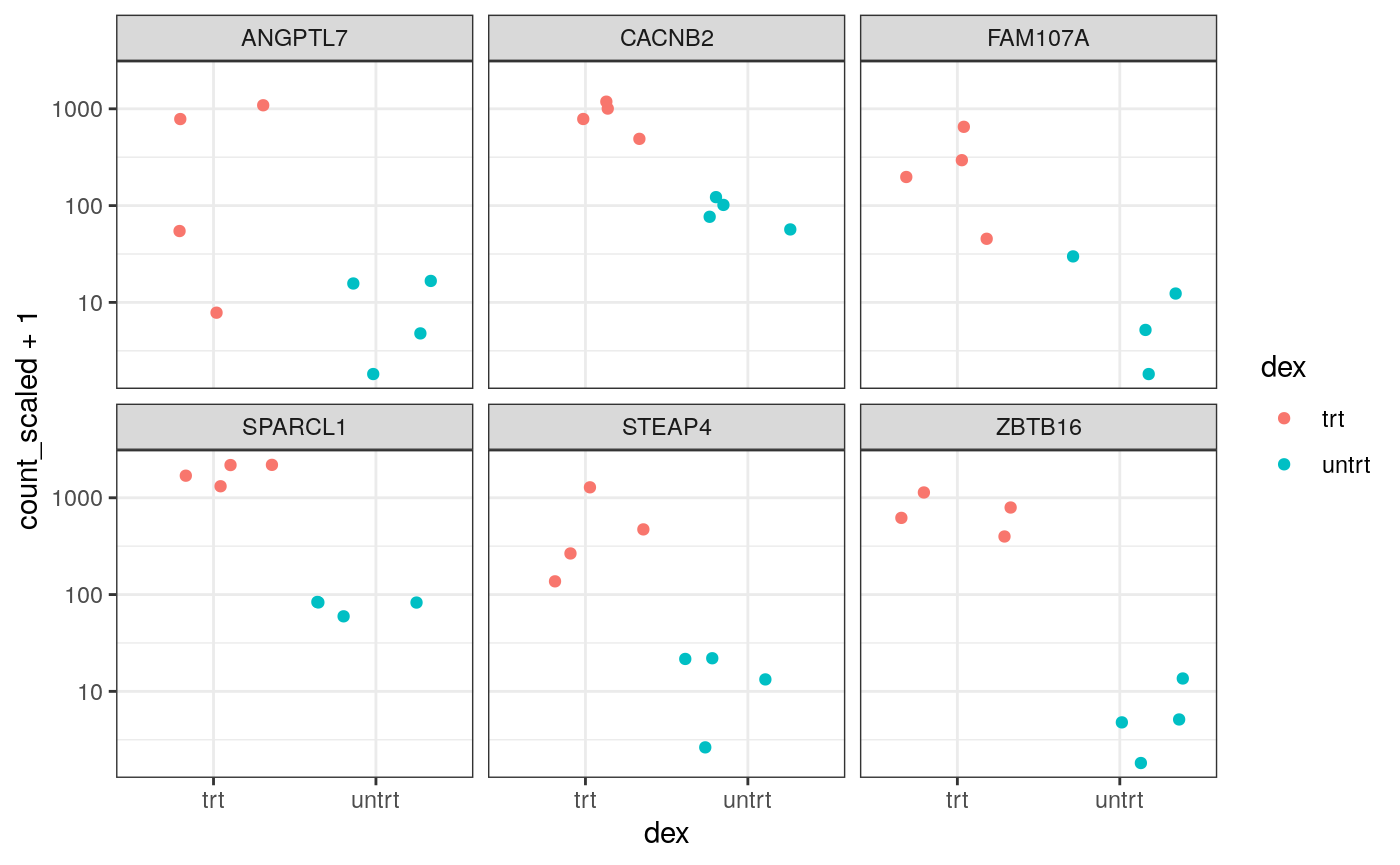 ANGPTL7 CACNB2 FAM107A
1000
100
10
SPARCL1 STEAP4 ZBTB16
1000
100
10
trt untrt trt untrt trt untrt
dex
count_scaled + 1
dex
trt
untrt